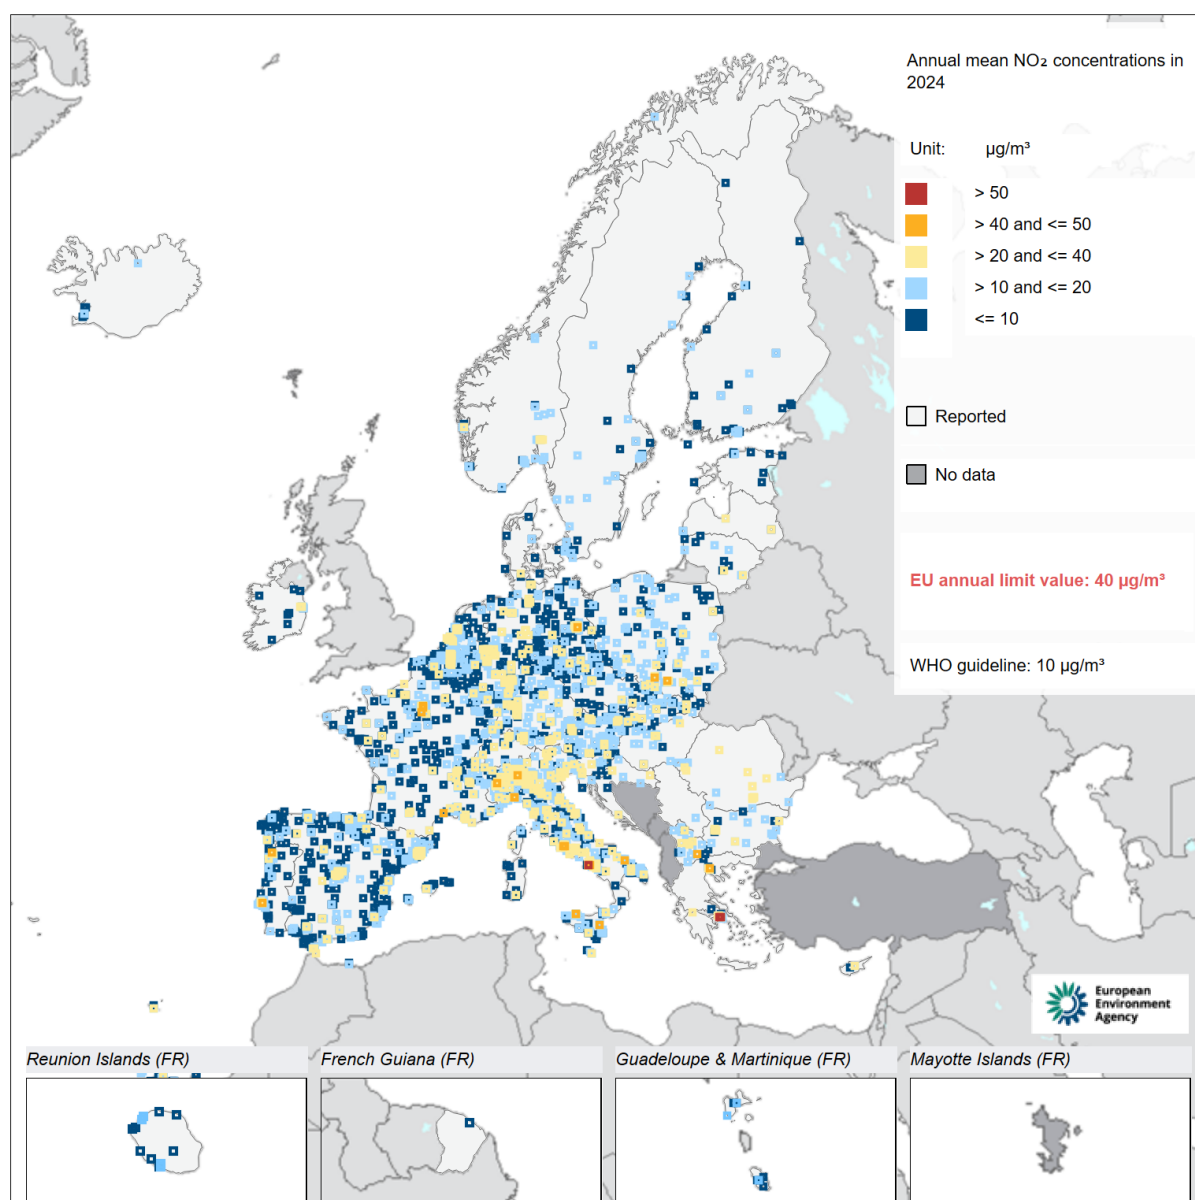 Annual mean NO₂ concentrations in
2024
Unit: µg/m³
> 50
> 40 and <= 50
> 20 and <= 40
> 10 and <= 20
<= 10
Reported
No data
EU annual limit value: 40 µg/m³
WHO guideline: 10 µg/m³
European
Environment
Agency
Reunion Islands (FR)
French Guiana (FR)
Guadeloupe & Martinique (FR)
Mayotte Islands (FR)